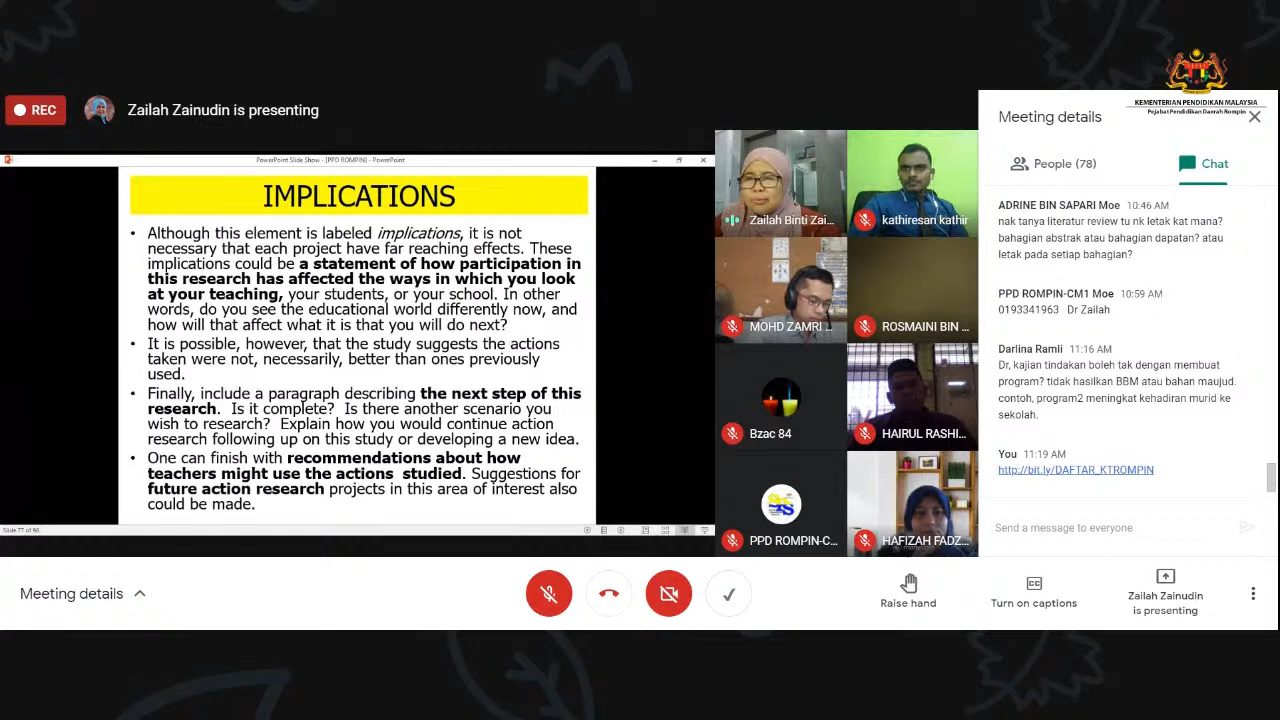 REC
Zailah Zainudin is presenting
KEMENTERIAN PENDIDIKAN MALAYSIA
Pejabat Pendidikan Daerah Rompin
PowerPoint Slide Show - [PPD ROMPIN] - PowerPoint
IMPLICATIONS
• Although this element is labeled implications, it is not
necessary that each project have far reaching effects. These
implications could be a statement of how participation in
this research has affected the ways in which you look
at your teaching, your students, or your school. In other
words, do you see the educational world differently now, and
how will that affect what it is that you will do next?
• It is possible, however, that the study suggests the actions
taken were not, necessarily, better than ones previously
used.
• Finally, include a paragraph describing the next step of this
research. Is it complete? Is there another scenario you
wish to research? Explain how you would continue action
research following up on this study or developing a new idea.
• One can finish with recommendations about how
teachers might use the actions studied. Suggestions for
future action research projects in this area of interest also
could be made.
Slide 77 of 96
Zailah Binti Zai...
kathiresan kathir
MOHD ZAMRI ...
ROSMAINI BIN ...
Bzac 84
HAIRUL RASHI...
PPD ROMPIN-C...
HAFIZAH FADZ...
Meeting details
People (78)
Chat
ADRINE BIN SAPARI Moe 10:46 AM
nak tanya literatur review tu nk letak kat mana?
bahagian abstrak atau bahagian dapatan? atau
letak pada setiap bahagian?
PPD ROMPIN-CM1 Moe 10:59 AM
0193341963 Dr Zailah
Darlina Ramli 11:16 AM
Dr, kajian tindakan boleh tak dengan membuat
program? tidak hasilkan BBM atau bahan maujud.
contoh, program2 meningkat kehadiran murid ke
sekolah.
You 11:19 AM
http://bit.ly/DAFTAR_KTROMPIN
Send a message to everyone
Meeting details
Raise hand
CC
Turn on captions
Zailah Zainudin
is presenting